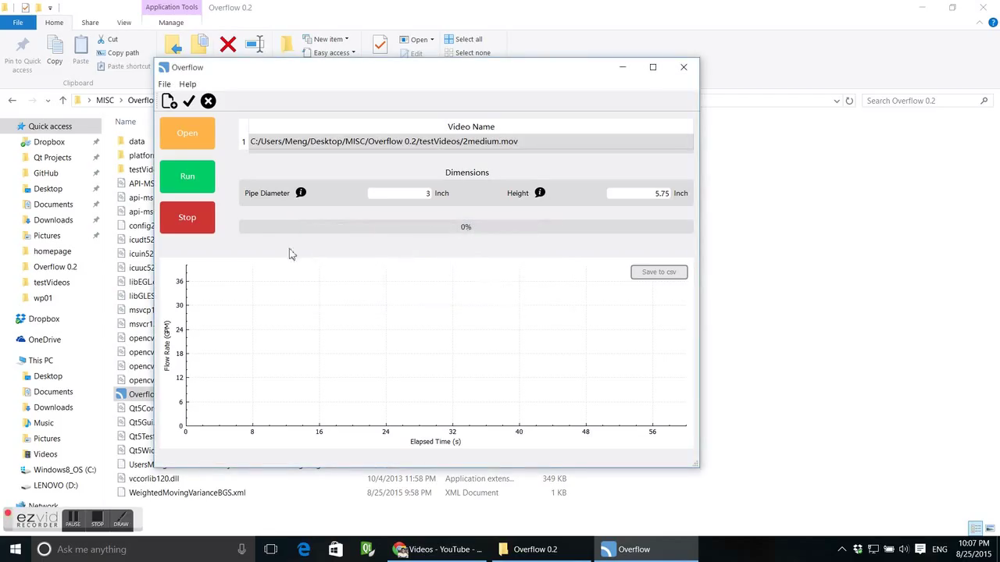 Application Tools
Overflow 0.2
File
Home
Share
View
Manage
Pin to Quick access
Copy
Paste
Cut
Copy path
Paste shortcut
Clipboard
New item
Easy access
Open
Edit
Select all
Select none
MISC
Overflo
Search Overflow 0.2
Quick access
Dropbox
Qt Projects
GitHub
Desktop
Documents
Downloads
Pictures
homepage
Overflow 0.2
testVideos
wp01
Dropbox
OneDrive
This PC
Desktop
Documents
Downloads
Music
Pictures
Videos
Windows8_OS (C:)
LENOVO (D:)
Network
Name
data
platfor
testVid
API-MS
api-ms
api-ms
config2
icudt52
icuin52
icuuc52
libEGL.
libGLES
msvcp1
msvcr1
opencv
opencv
opencv
opencv
Overflo
Qt5Cor
Qt5Gui
Qt5Test
Qt5Wid
UsersM
vccorlib120.dll
10/4/2013 11:58 PM
Application extens...
349 KB
WeightedMovingVarianceBGS.xml
8/25/2015 9:58 PM
XML Document
1 KB
Overflow
File
Help
Open
Run
Stop
Video Name
1 C:/Users/Meng/Desktop/MISC/Overflow 0.2/testVideos/2medium.mov
Dimensions
Pipe Diameter
3 Inch
Height
5.75 Inch
0%
Save to csv
Flow Rate (GPM)
36
30
24
18
12
6
0
0 8 16 24 32 40 48 56
Elapsed Time (s)
ezvid
RECORDER
PAUSE
STOP
DRAW
Ask me anything
Videos - YouTube - ...
Overflow 0.2
Overflow
ENG
10:07 PM
8/25/2015